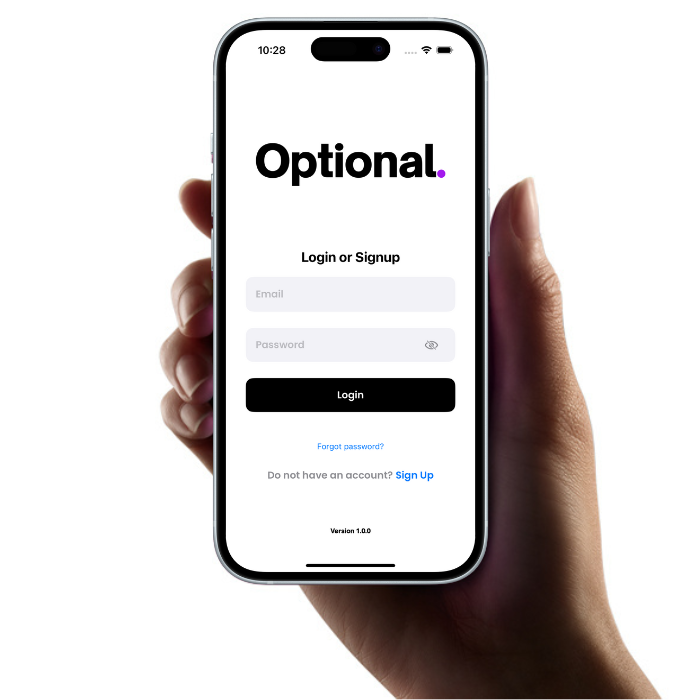 10:28
Optional.
Login or Signup
Email
Password
Login
Forgot password?
Do not have an account? Sign Up
Version 1.0.0